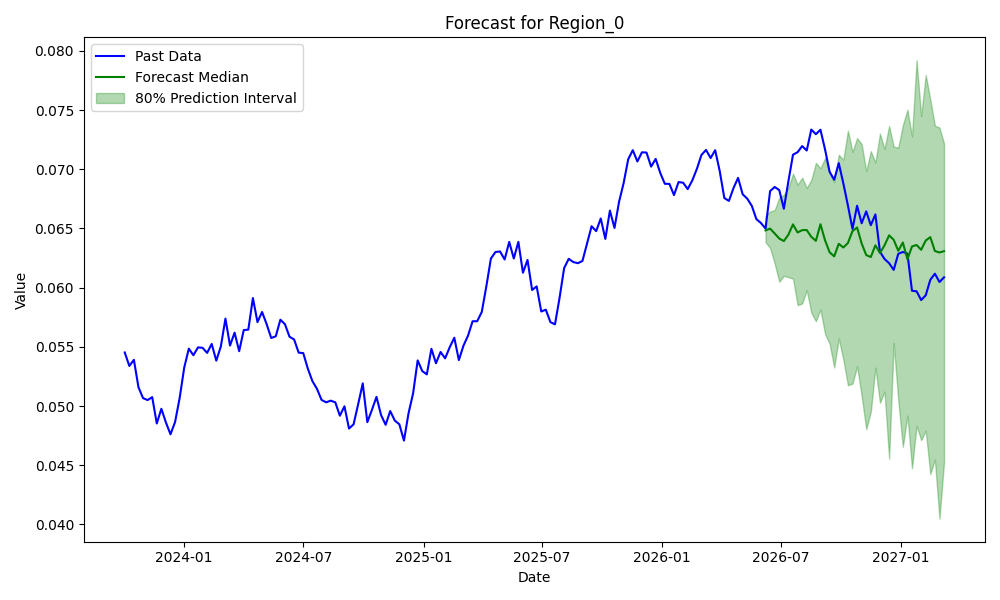 Forecast for Region_0
Past Data
Forecast Median
80% Prediction Interval
Value
0.080
0.075
0.070
0.065
0.060
0.055
0.050
0.045
0.040
2024-01
2024-07
2025-01
2025-07
2026-01
2026-07
2027-01
Date